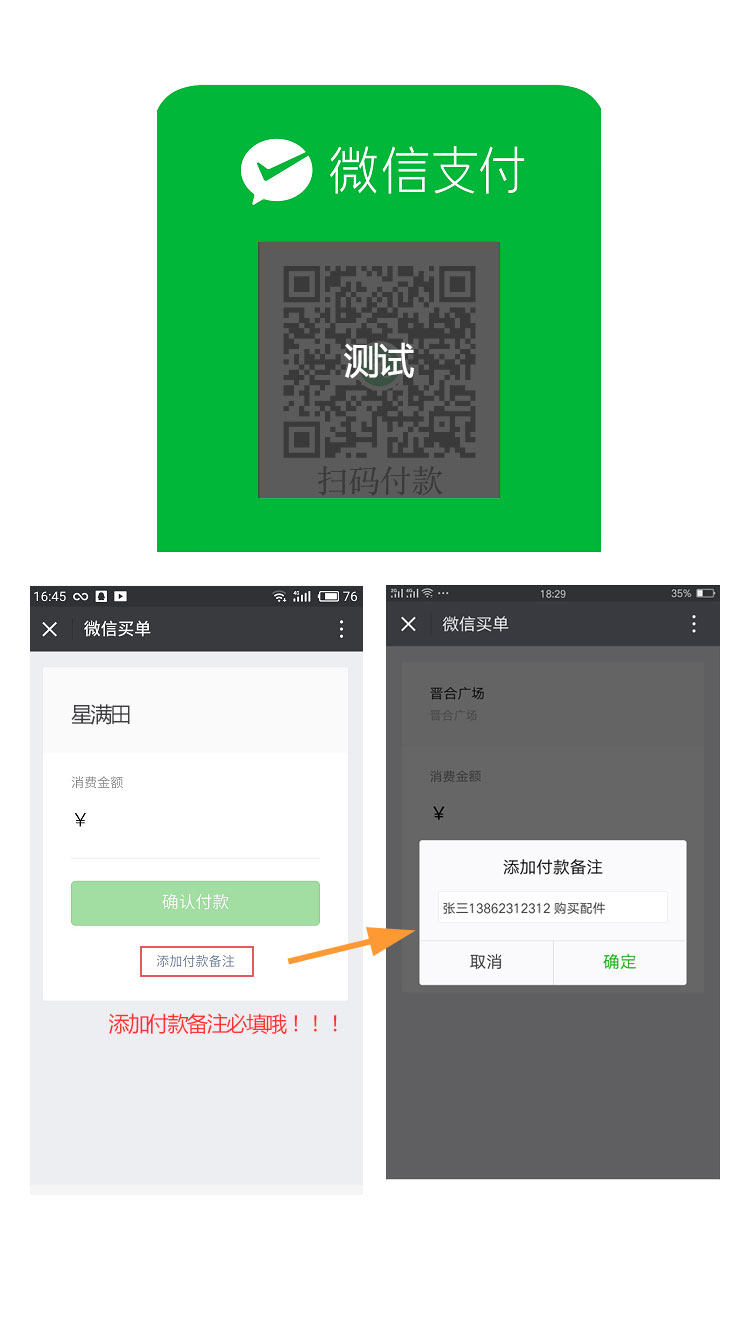 微信支付
测试
扫码付款
16:45
76
微信买单
星满田
消费金额
¥
确认付款
添加付款备注
添加付款备注必填哦！！！
18:29
35%
微信买单
晋合广场
晋合广场
消费金额
¥
添加付款备注
张三13862312312 购买配件
取消
确定